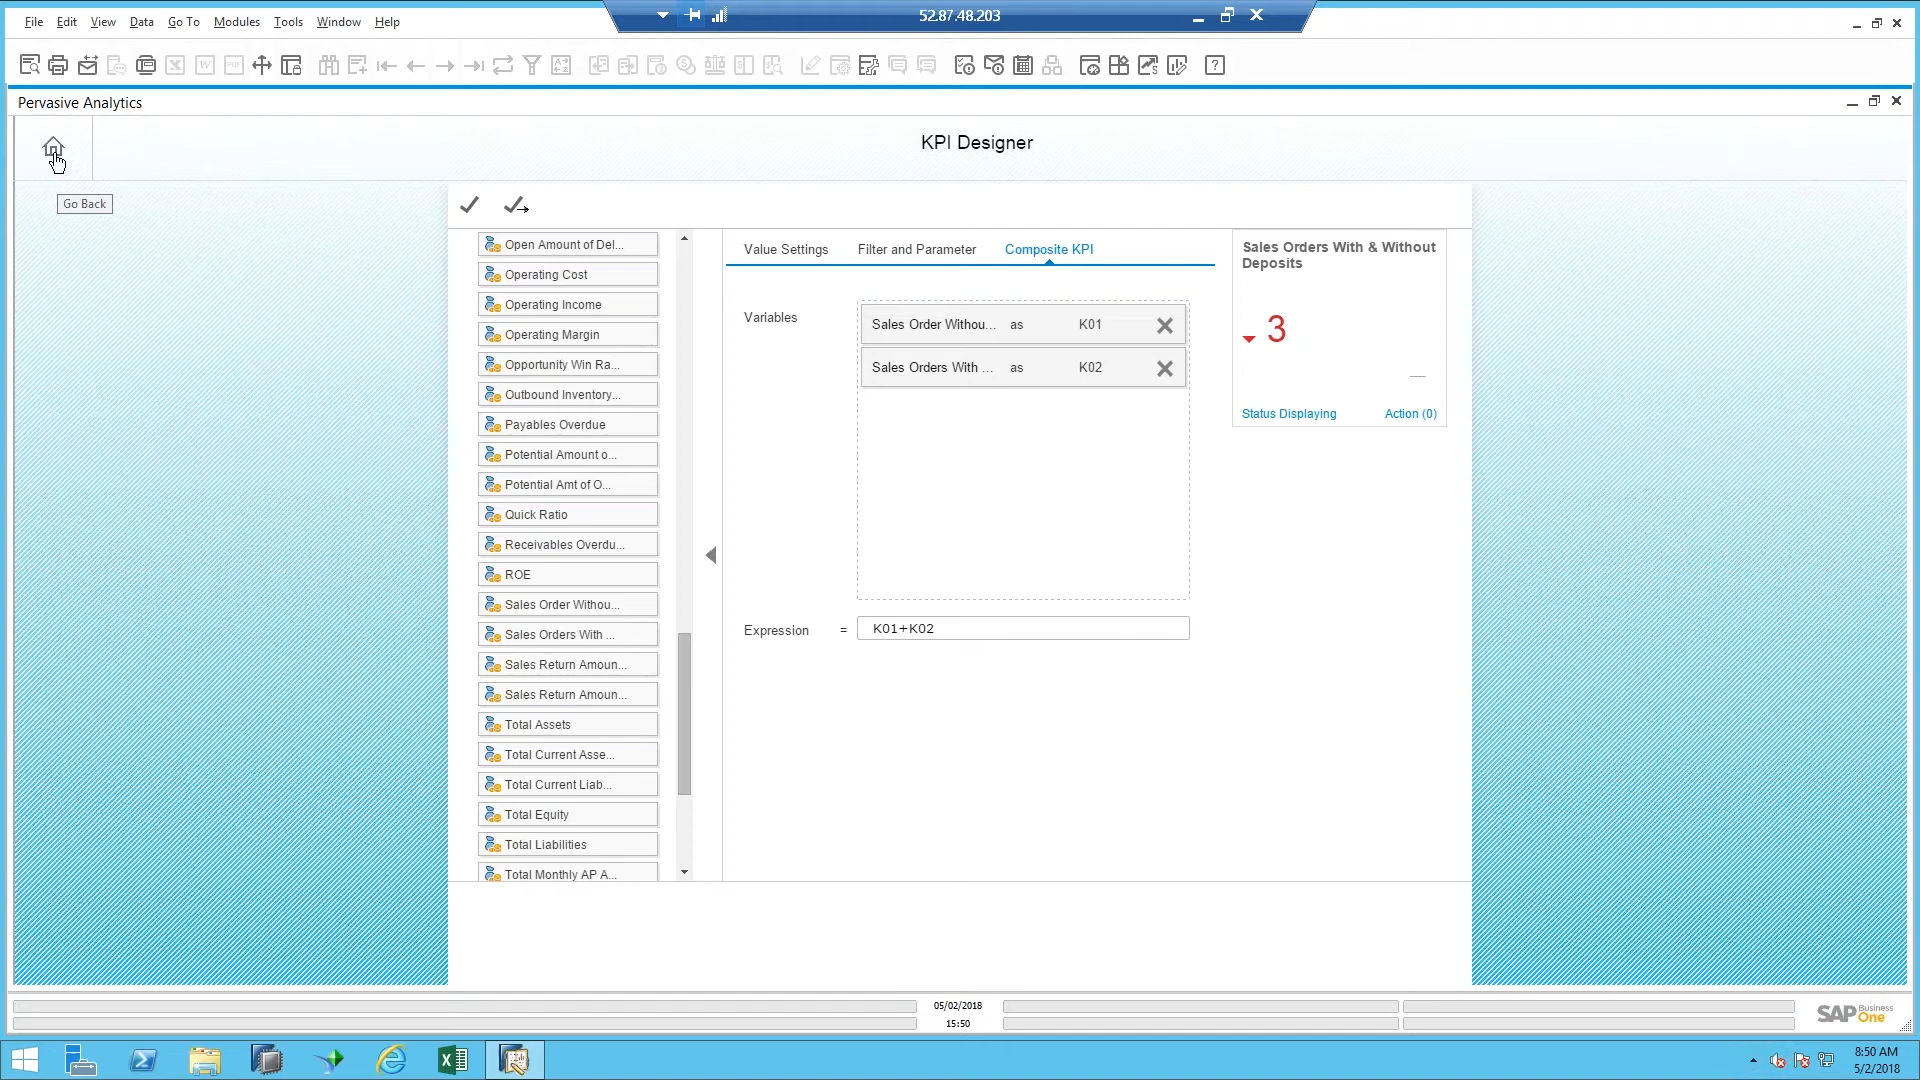 52.87.48.203
File Edit View Data Go To Modules Tools Window Help
Pervasive Analytics
KPI Designer
Go Back
Open Amount of Del...
Operating Cost
Operating Income
Operating Margin
Opportunity Win Ra...
Outbound Inventory...
Payables Overdue
Potential Amount o...
Potential Amt of O...
Quick Ratio
Receivables Overdu...
ROE
Sales Order Withou...
Sales Orders With ...
Sales Return Amoun...
Sales Return Amoun...
Total Assets
Total Current Asse...
Total Current Liab...
Total Equity
Total Liabilities
Total Monthly AP A...
Value Settings Filter and Parameter Composite KPI
Variables
Sales Order Withou... as K01
Sales Orders With ... as K02
Expression = K01+K02
Sales Orders With & Without
Deposits
3
Status Displaying Action (0)
05/02/2018
15:50
SAP Business One
8:50 AM
5/2/2018